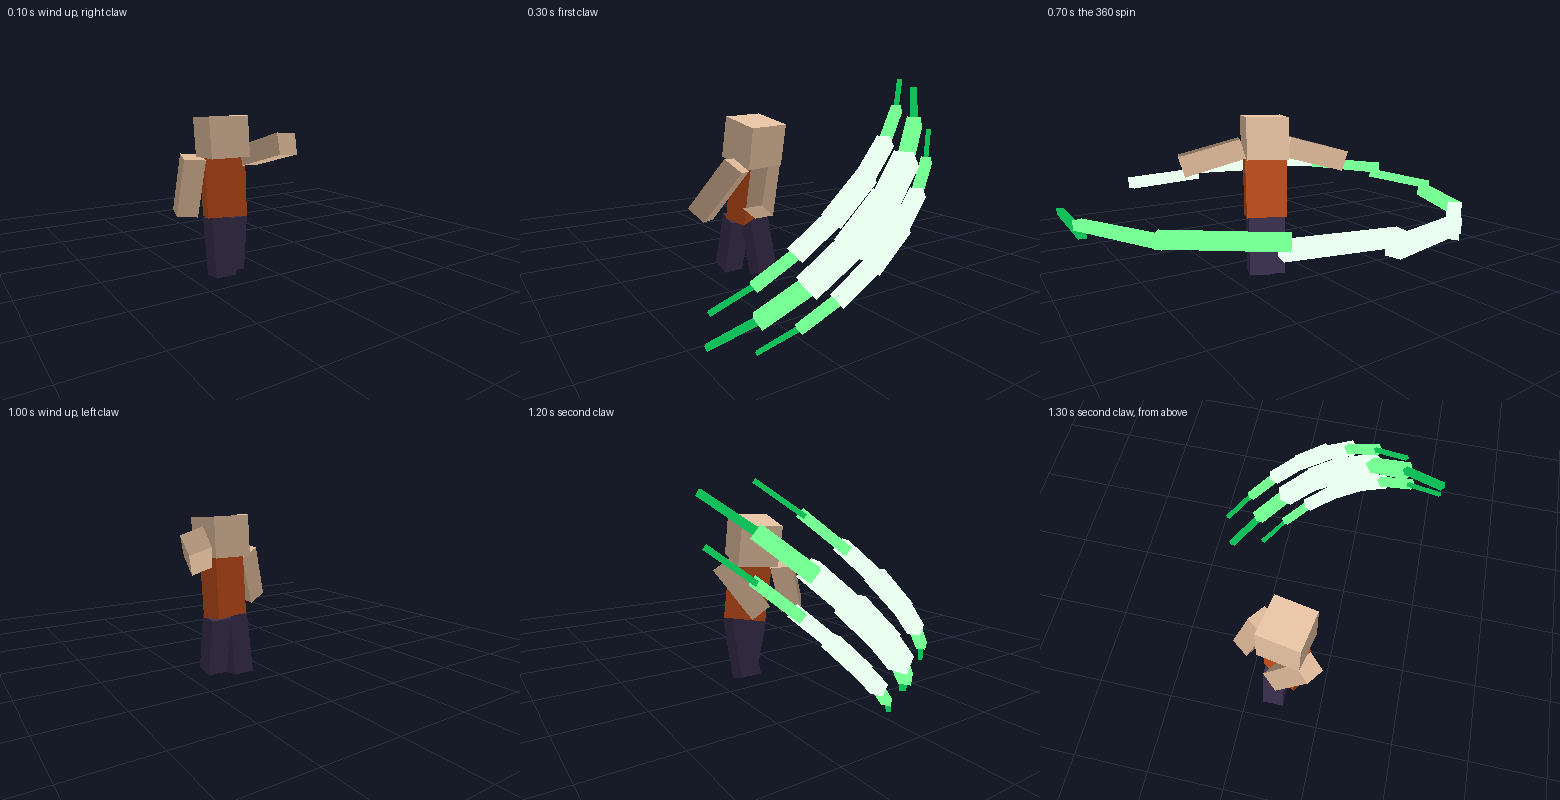 0.10 s wind up, right claw
0.30 s first claw
0.70 s the 360 spin
1.00 s wind up, left claw
1.20 s second claw
1.30 s second claw, from above